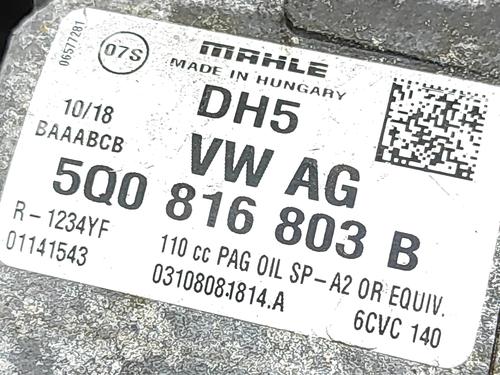 06577281
07S
MAHLE
MADE IN HUNGARY
10/18
DH5
BAAABCB
VW AG
5Q0 816 803 B
R-1234YF
110 cc PAG OIL SP-A2 OR EQUIV.
01141543
03108081814.A
6CVC 140